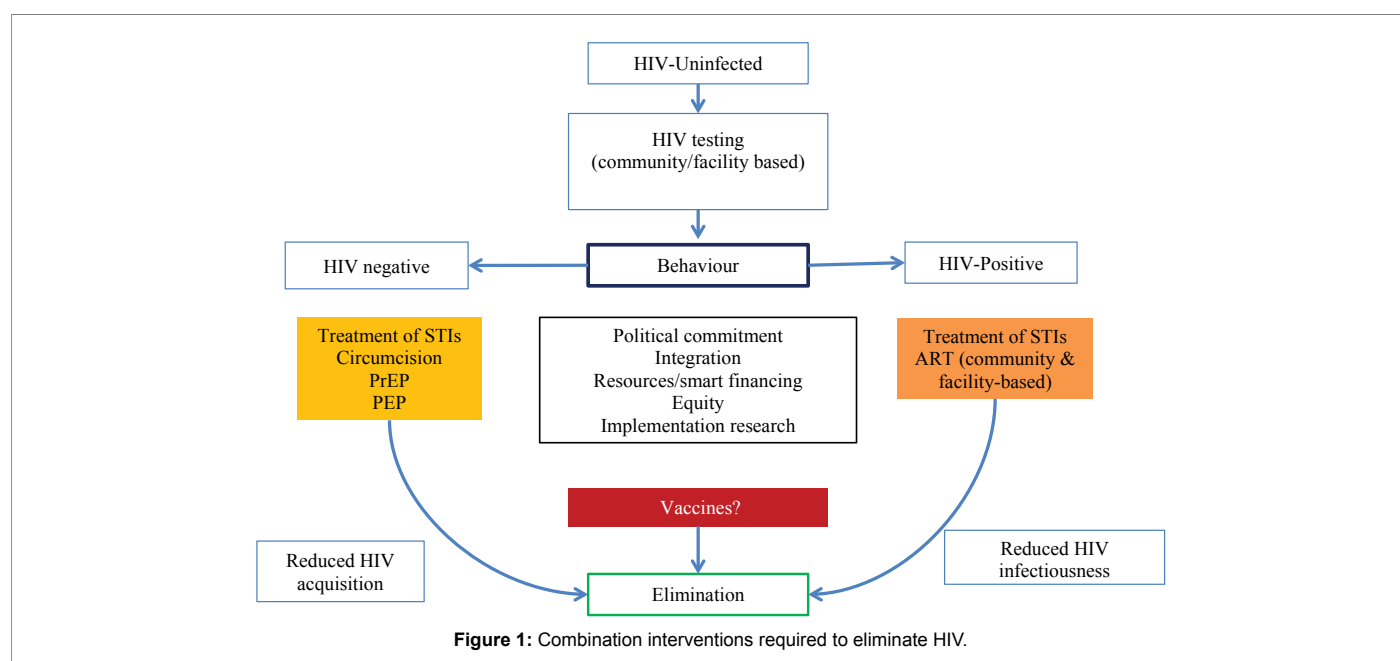 HIV-Uninfected
HIV testing
(community/facility based)
HIV negative
Behaviour
HIV-Positive
Treatment of STIs
Circumcision
PrEP
PEP
Political commitment
Integration
Resources/smart financing
Equity
Implementation research
Treatment of STIs
ART (community &
facility-based)
Vaccines?
Reduced HIV
acquisition
Reduced HIV
infectiousness
Elimination
Figure 1: Combination interventions required to eliminate HIV.